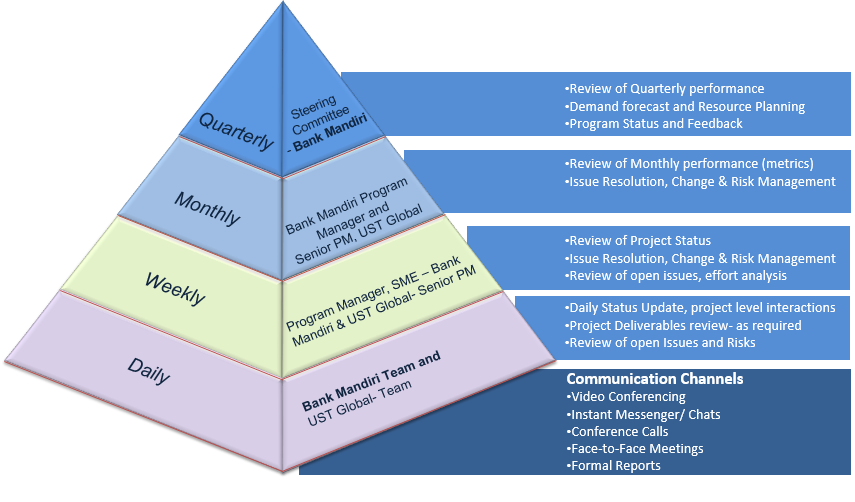 Quarterly
Steering
Committee
- Bank Mandiri
•Review of Quarterly performance
•Demand forecast and Resource Planning
•Program Status and Feedback
Monthly
Bank Mandiri Program
Manager and
Senior PM, UST Global
•Review of Monthly performance (metrics)
•Issue Resolution, Change & Risk Management
Weekly
Program Manager, SME – Bank
Mandiri & UST Global- Senior PM
•Review of Project Status
•Issue Resolution, Change & Risk Management
•Review of open issues, effort analysis
Daily
Bank Mandiri Team and
UST Global- Team
•Daily Status Update, project level interactions
•Project Deliverables review- as required
•Review of open Issues and Risks
Communication Channels
•Video Conferencing
•Instant Messenger/ Chats
•Conference Calls
•Face-to-Face Meetings
•Formal Reports